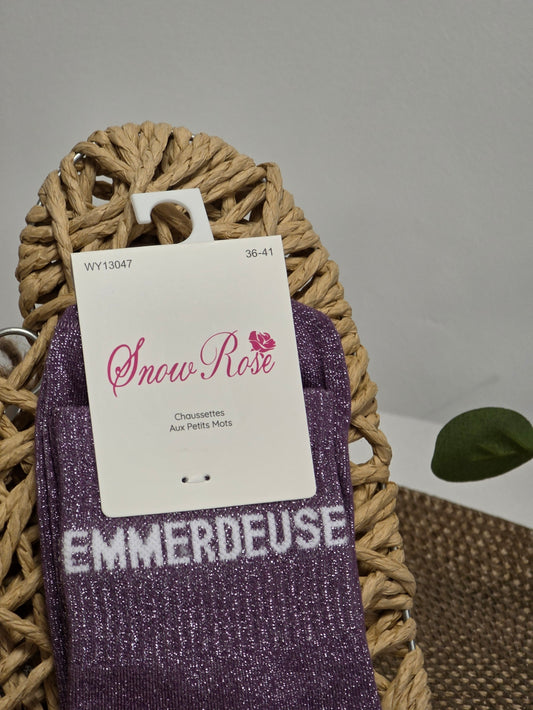 WY13047 36-41
Snow Rose
Chaussettes
Aux Petits Mots
EMMERDEUSE